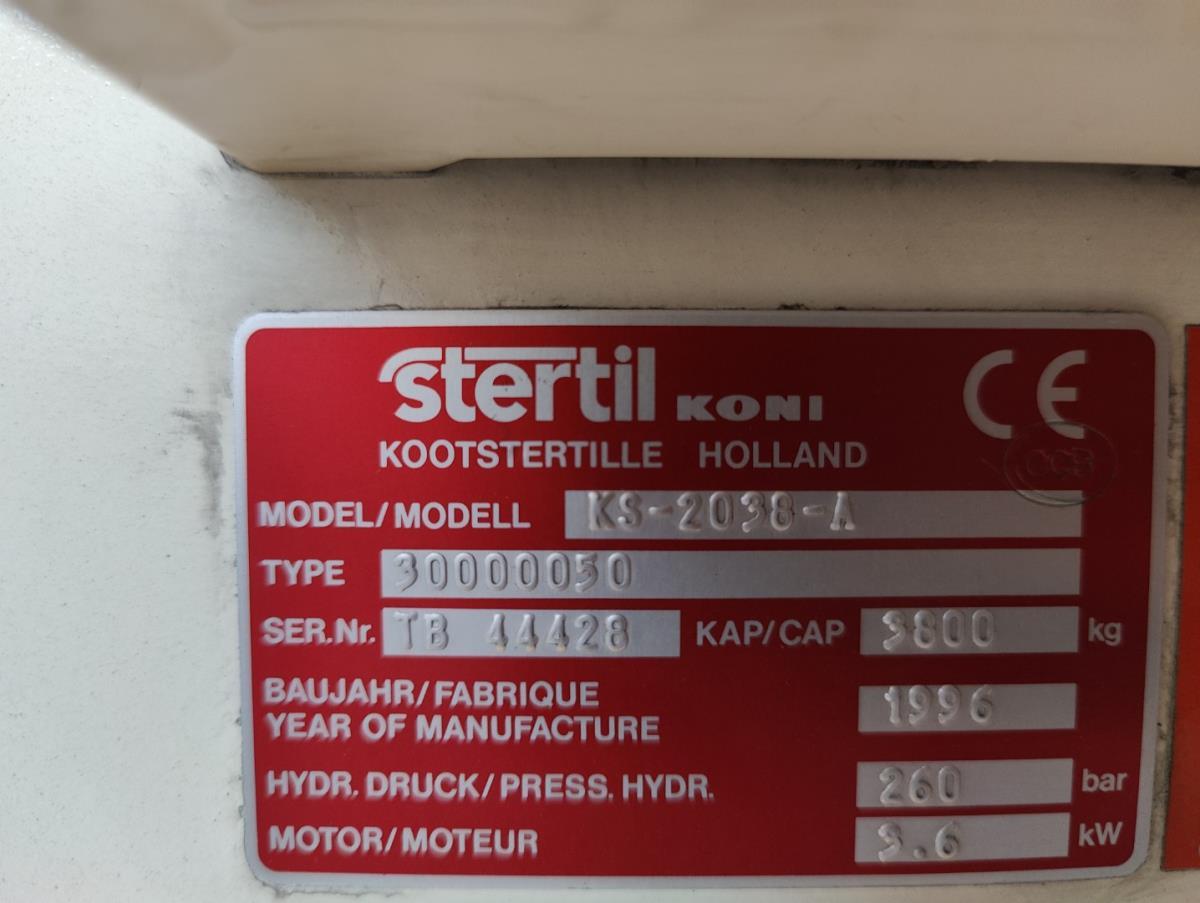 stertil KONI CE
KOOTSTERTILLE HOLLAND
CCS
MODEL/MODELL KS-2038-A
TYPE 30000050
SER.Nr. TB 44428 KAP/CAP 3800 kg
BAUJAHR/FABRIQUE
YEAR OF MANUFACTURE 1996
HYDR. DRUCK/PRESS. HYDR. 260 bar
MOTOR/MOTEUR 3.6 kW